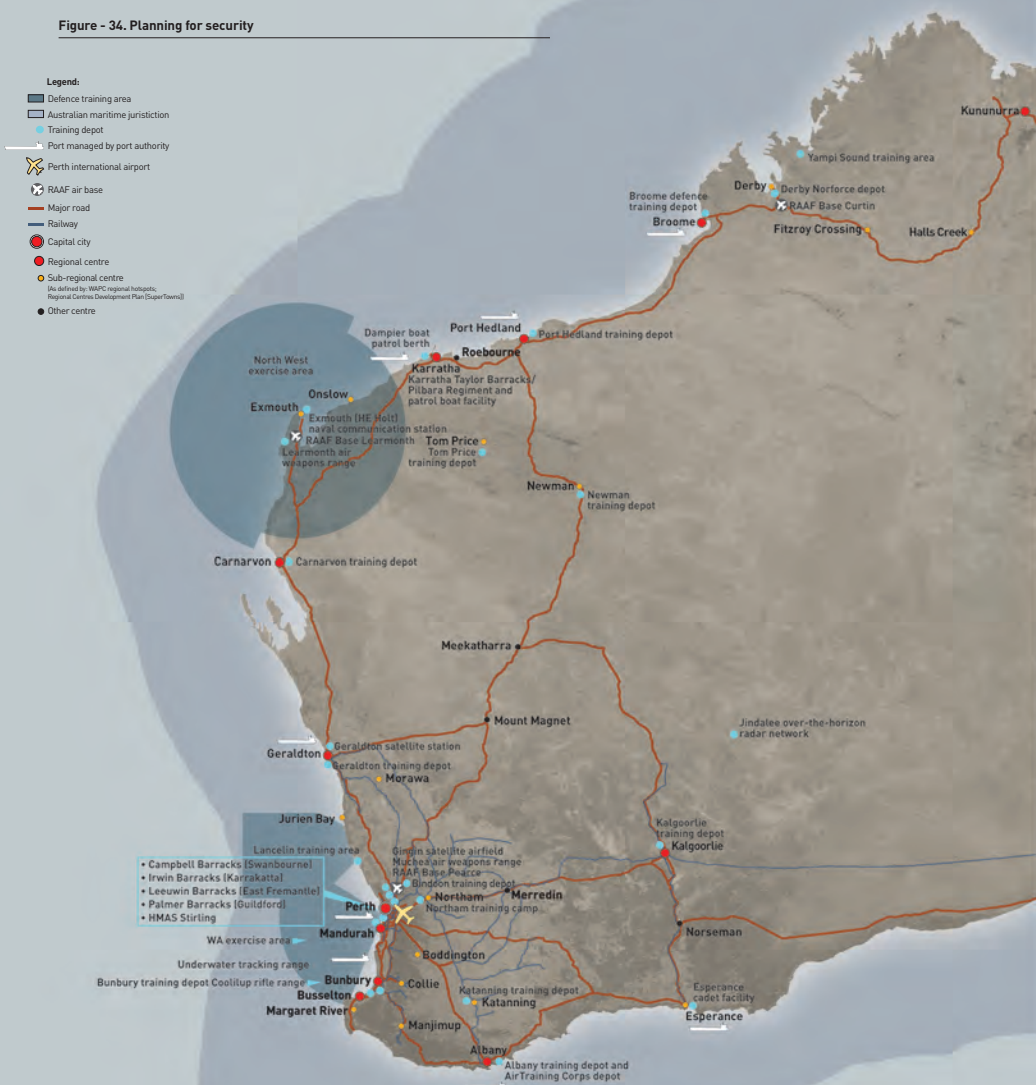 Figure - 34. Planning for security
Legend:
Defence training area
Australian maritime juristiction
Training depot
Port managed by port authority
Perth international airport
RAAF air base
Major road
Railway
Capital city
Regional centre
Sub-regional centre
(As defined by: WAPC regional hotspots;
Regional Centres Development Plan (SuperTowns))
Other centre
Kununurra
Yampi Sound training area
Derby
Derby Norforce depot
RAAF Base Curtin
Broome defence
training depot
Broome
Fitzroy Crossing
Halls Creek
Port Hedland
Port Hedland training depot
Dampier boat
patrol berth
Roebourne
Karratha
Karratha Taylor Barracks/
Pilbara Regiment and
patrol boat facility
North West
exercise area
Onslow
Exmouth
Exmouth (HE Holt)
naval communication station
RAAF Base Learmonth
Learmonth air
weapons range
Tom Price
Tom Price
training depot
Newman
Newman
training depot
Carnarvon
Carnarvon training depot
Meekatharra
Mount Magnet
Jindalee over-the-horizon
radar network
Geraldton satellite station
Geraldton
Geraldton training depot
Morawa
Jurien Bay
Kalgoorlie
training depot
Kalgoorlie
Lancelin training area
Gingin satellite airfield
Muchea air weapons range
RAAF Base Pearce
Bindoon training depot
• Campbell Barracks (Swanbourne)
• Irwin Barracks (Karrakatta)
• Leeuwin Barracks (East Fremantle)
• Palmer Barracks (Guildford)
• HMAS Stirling
Merredin
Northam
Northam training camp
Perth
Mandurah
Norseman
WA exercise area
Boddington
Underwater tracking range
Bunbury training depot Coolilup rifle range
Bunbury
Collie
Busselton
Katanning training depot
Katanning
Esperance
cadet facility
Esperance
Margaret River
Manjimup
Albany
Albany training depot and
AirTraining Corps depot